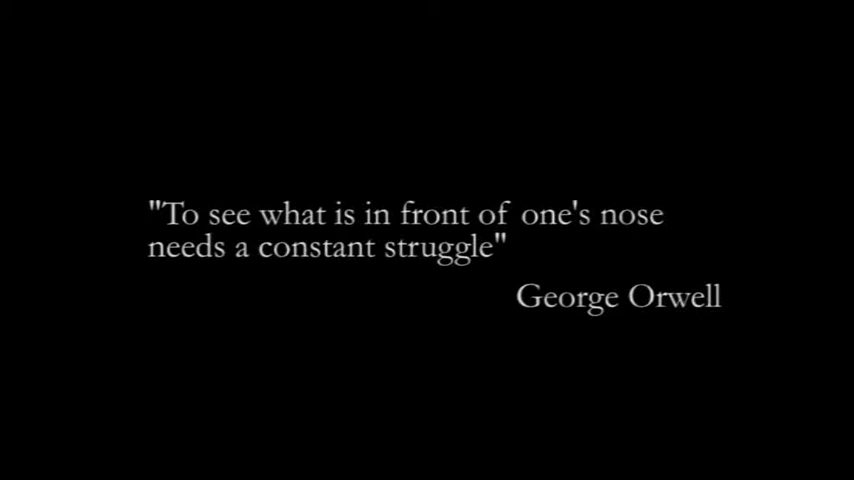 "To see what is in front of one's nose
needs a constant struggle"
George Orwell